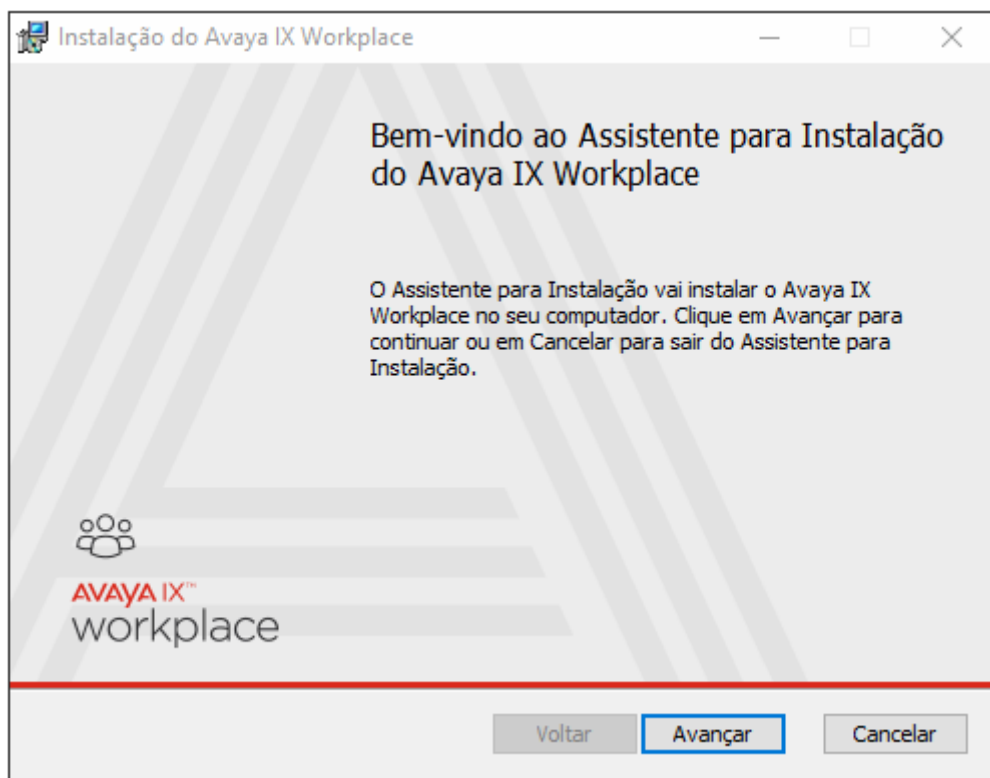 Instalação do Avaya IX Workplace
Bem-vindo ao Assistente para Instalação
do Avaya IX Workplace
O Assistente para Instalação vai instalar o Avaya IX
Workplace no seu computador. Clique em Avançar para
continuar ou em Cancelar para sair do Assistente para
Instalação.
AVAYA IX™
workplace
Voltar Avançar Cancelar